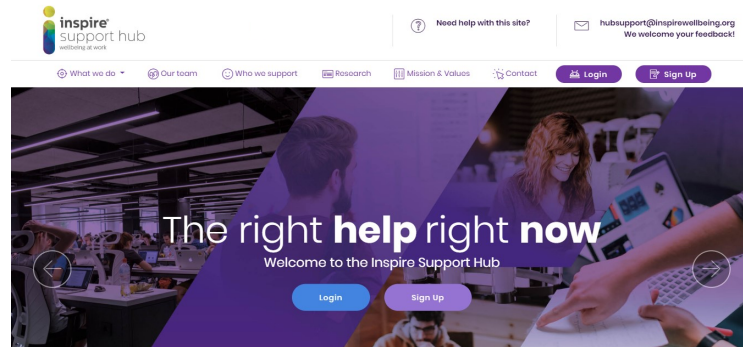 inspire
support hub
wellbeing at work
Need help with this site?
hubsupport@inspirewellbeing.org
We welcome your feedback!
What we do
Our team
Who we support
Research
Mission & Values
Contact
Login
Sign Up
The right help right now
Welcome to the Inspire Support Hub
Login
Sign Up